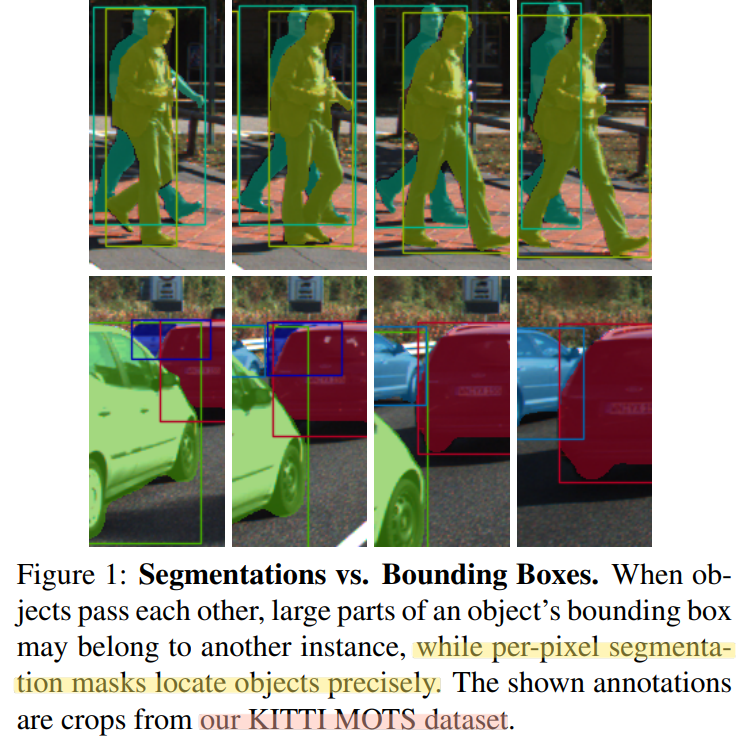 Figure 1: Segmentations vs. Bounding Boxes. When ob-
jects pass each other, large parts of an object's bounding box
may belong to another instance, while per-pixel segmenta-
tion masks locate objects precisely. The shown annotations
are crops from our KITTI MOTS dataset.